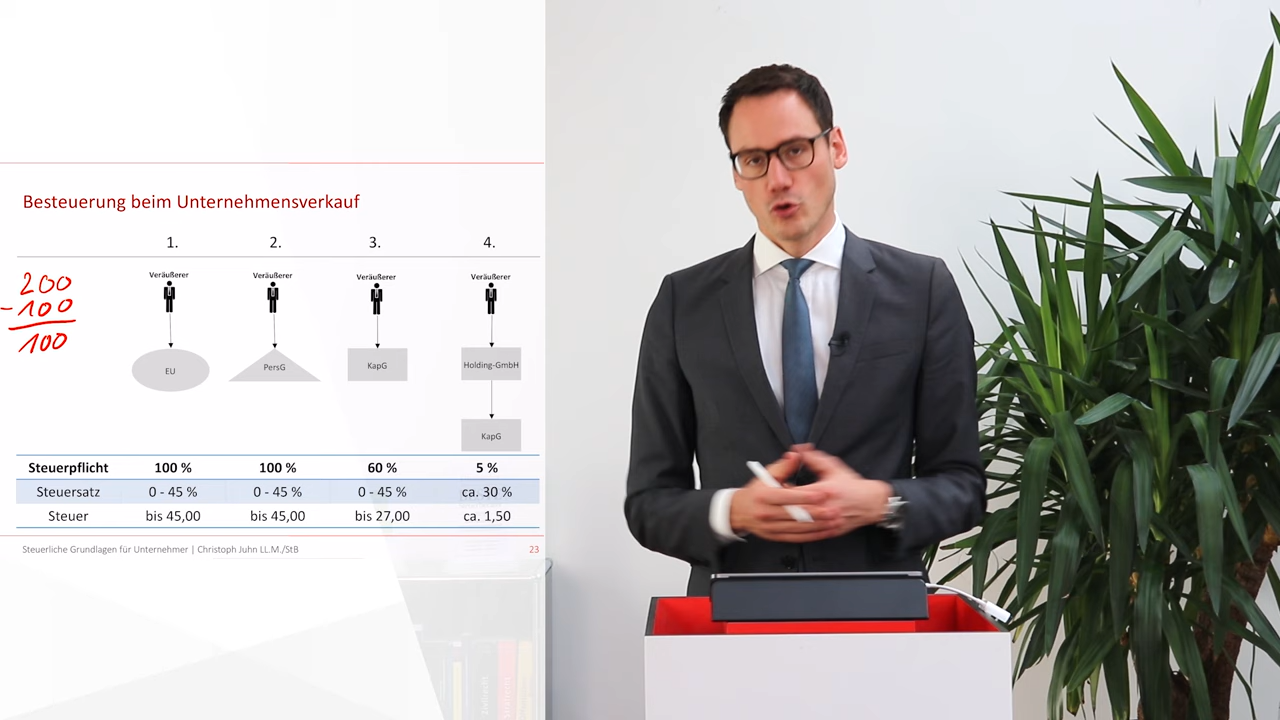 Besteuerung beim Unternehmensverkauf
1. 2. 3. 4.
200
-100
100
Veräußerer Veräußerer Veräußerer Veräußerer
EU PersG KapG Holding-GmbH
KapG
Steuerpflicht 100 % 100 % 60 % 5 %
Steuersatz 0 - 45 % 0 - 45 % 0 - 45 % ca. 30 %
Steuer bis 45,00 bis 45,00 bis 27,00 ca. 1,50
Steuerliche Grundlagen für Unternehmer | Christoph Juhn LL.M./StB 23